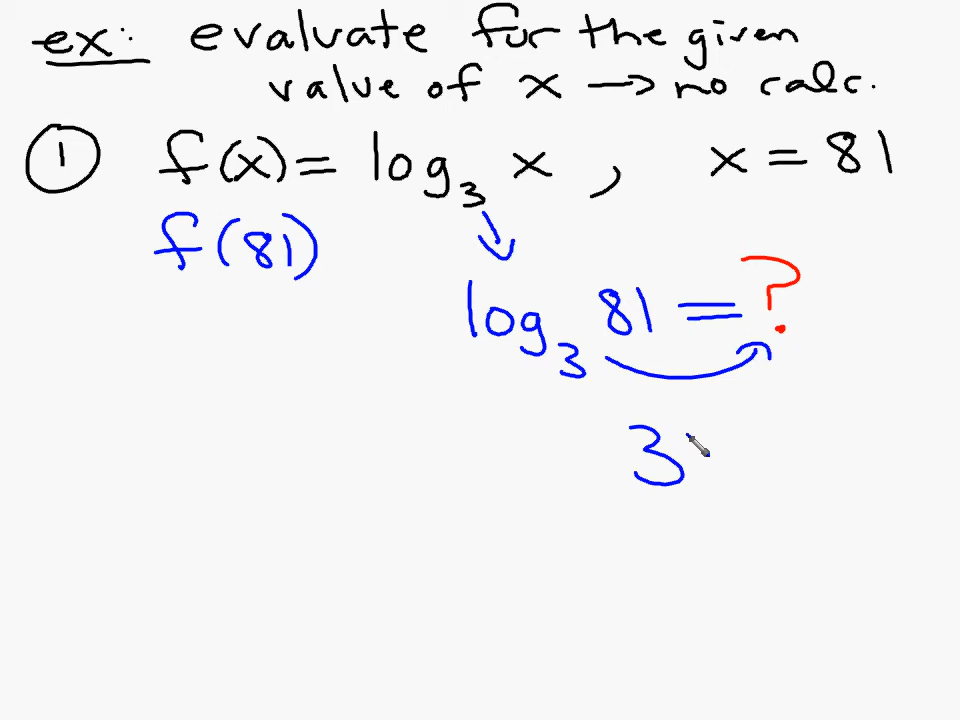 ex: evaluate for the given
value of x → no calc.
① f(x) = log₃ x , x = 81
f(81)
log₃ 81 = ?
3